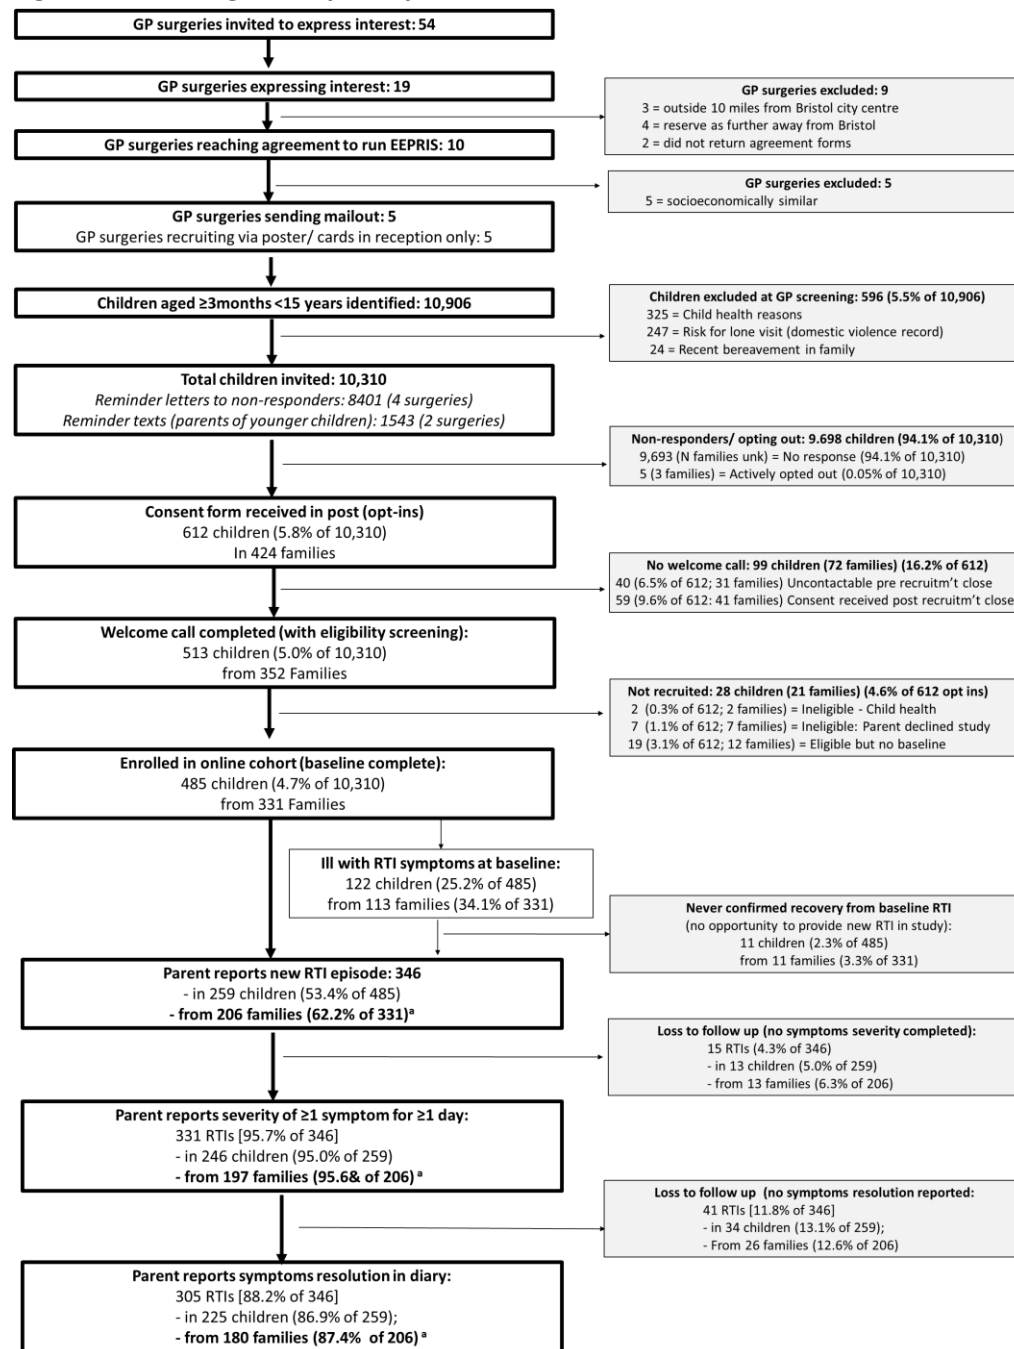 GP surgeries invited to express interest: 54
GP surgeries expressing interest: 19
GP surgeries excluded: 9
3 = outside 10 miles from Bristol city centre
4 = reserve as further away from Bristol
2 = did not return agreement forms
GP surgeries reaching agreement to run EEPRIS: 10
GP surgeries excluded: 5
5 = socioeconomically similar
GP surgeries sending mailout: 5
GP surgeries recruiting via poster/ cards in reception only: 5
Children aged ≥3months <15 years identified: 10,906
Children excluded at GP screening: 596 (5.5% of 10,906)
325 = Child health reasons
247 = Risk for lone visit (domestic violence record)
24 = Recent bereavement in family
Total children invited: 10,310
Reminder letters to non-responders: 8401 (4 surgeries)
Reminder texts (parents of younger children): 1543 (2 surgeries)
Non-responders/ opting out: 9.698 children (94.1% of 10,310)
9,693 (N families unk) = No response (94.1% of 10,310)
5 (3 families) = Actively opted out (0.05% of 10,310)
Consent form received in post (opt-ins)
612 children (5.8% of 10,310)
In 424 families
No welcome call: 99 children (72 families) (16.2% of 612)
40 (6.5% of 612; 31 families) Uncontactable pre recruitm't close
59 (9.6% of 612: 41 families) Consent received post recruitm't close
Welcome call completed (with eligibility screening):
513 children (5.0% of 10,310)
from 352 Families
Not recruited: 28 children (21 families) (4.6% of 612 opt ins)
2 (0.3% of 612; 2 families) = Ineligible - Child health
7 (1.1% of 612; 7 families) = Ineligible: Parent declined study
19 (3.1% of 612; 12 families) = Eligible but no baseline
Enrolled in online cohort (baseline complete):
485 children (4.7% of 10,310)
from 331 Families
Ill with RTI symptoms at baseline:
122 children (25.2% of 485)
from 113 families (34.1% of 331)
Never confirmed recovery from baseline RTI
(no opportunity to provide new RTI in study):
11 children (2.3% of 485)
from 11 families (3.3% of 331)
Parent reports new RTI episode: 346
- in 259 children (53.4% of 485)
- from 206 families (62.2% of 331)ª
Loss to follow up (no symptoms severity completed):
15 RTIs (4.3% of 346)
- in 13 children (5.0% of 259)
- from 13 families (6.3% of 206)
Parent reports severity of ≥1 symptom for ≥1 day:
331 RTIs [95.7% of 346]
- in 246 children (95.0% of 259)
- from 197 families (95.6& of 206) ª
Loss to follow up (no symptoms resolution reported:
41 RTIs [11.8% of 346]
- in 34 children (13.1% of 259);
- From 26 families (12.6% of 206)
Parent reports symptoms resolution in diary:
305 RTIs [88.2% of 346]
- in 225 children (86.9% of 259;
- from 180 families (87.4% of 206) ª